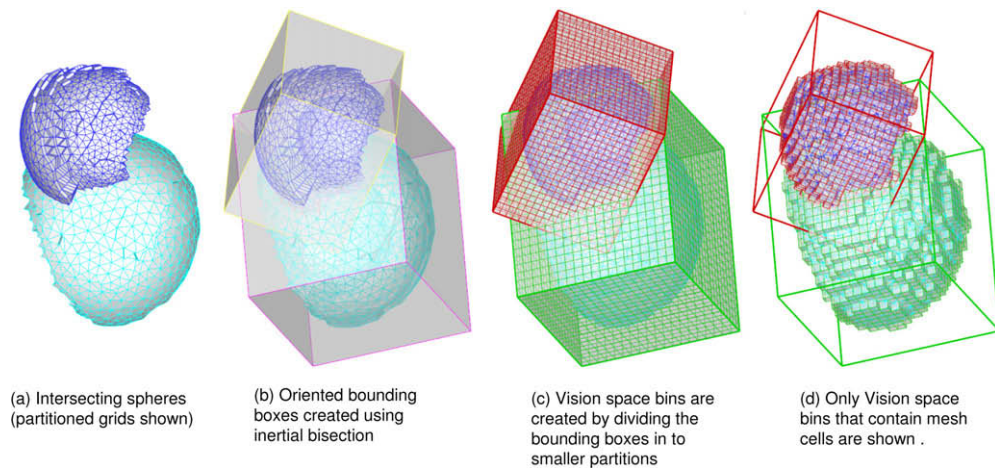 (a) Intersecting spheres
(partitioned grids shown)
(b) Oriented bounding
boxes created using
inertial bisection
(c) Vision space bins are
created by dividing the
bounding boxes in to
smaller partitions
(d) Only Vision space
bins that contain mesh
cells are shown .